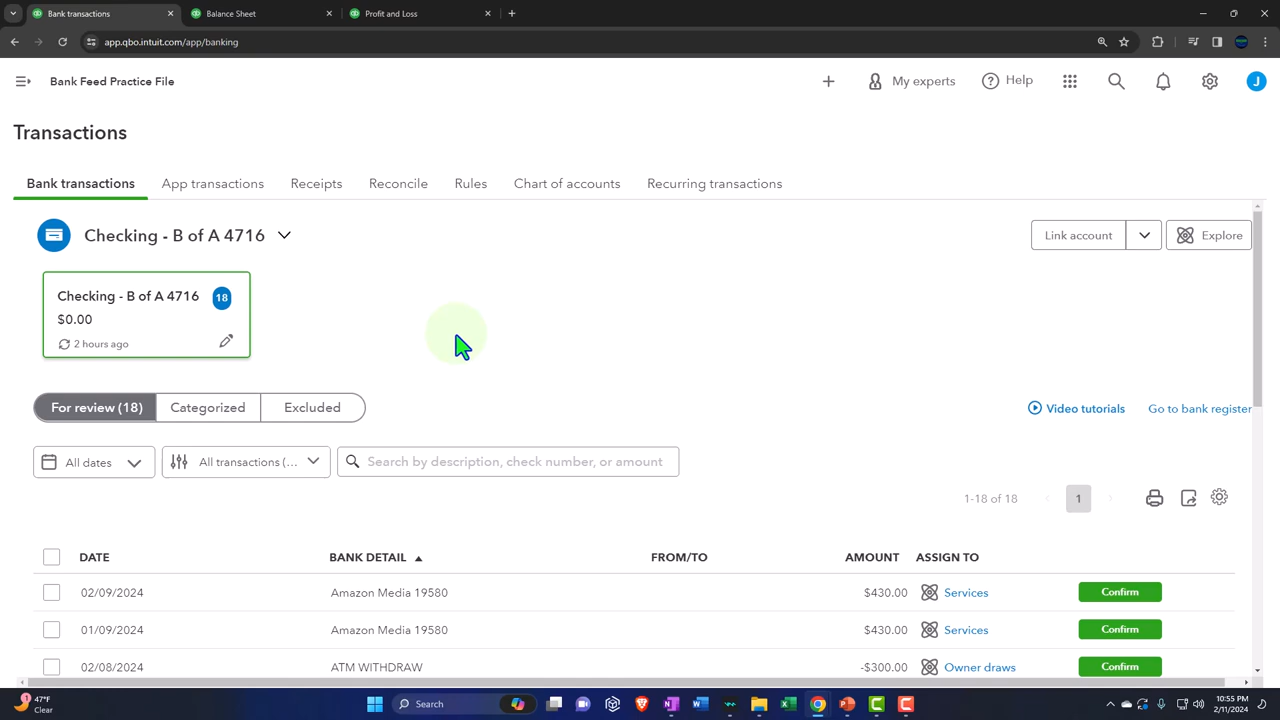 Bank transactions
Balance Sheet
Profit and Loss
app.qbo.intuit.com/app/banking
Bank Feed Practice File
My experts
Help
J
Transactions
Bank transactions
App transactions
Receipts
Reconcile
Rules
Chart of accounts
Recurring transactions
Checking - B of A 4716
Link account
Explore
Checking - B of A 4716
18
$0.00
2 hours ago
For review (18)
Categorized
Excluded
Video tutorials
Go to bank register
All dates
All transactions (...
Search by description, check number, or amount
1-18 of 18
1
DATE BANK DETAIL FROM/TO AMOUNT ASSIGN TO
02/09/2024 Amazon Media 19580 $430.00 Services Confirm
01/09/2024 Amazon Media 19580 $430.00 Services Confirm
02/08/2024 ATM WITHDRAW -$300.00 Owner draws Confirm
1
47°F
Clear
Search
10:55 PM
2/11/2024